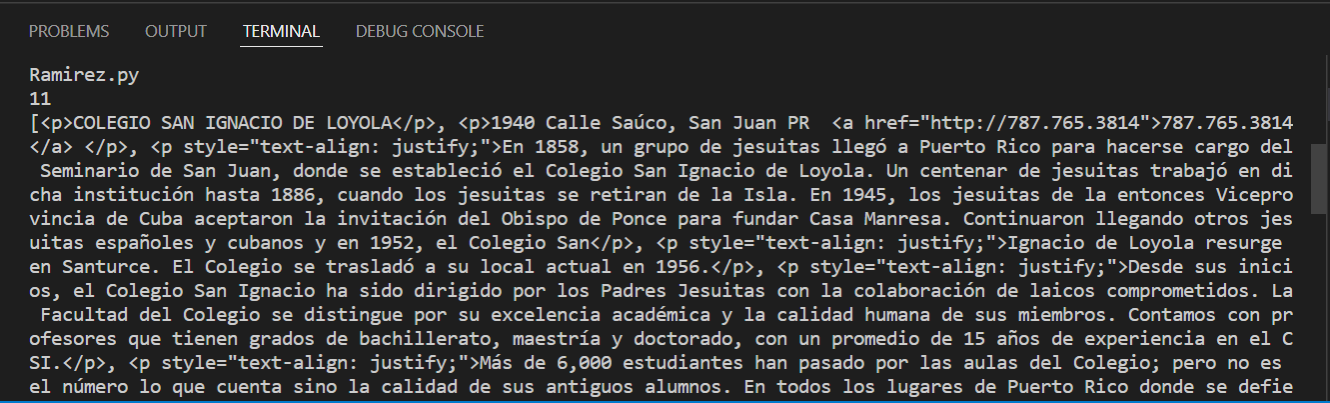 PROBLEMS OUTPUT TERMINAL DEBUG CONSOLE
Ramirez.py
11
[<p>COLEGIO SAN IGNACIO DE LOYOLA</p>, <p>1940 Calle Saúco, San Juan PR  <a href="http://787.765.3814">787.765.3814
</a> </p>, <p style="text-align: justify;">En 1858, un grupo de jesuitas llegó a Puerto Rico para hacerse cargo del
 Seminario de San Juan, donde se estableció el Colegio San Ignacio de Loyola. Un centenar de jesuitas trabajó en di
cha institución hasta 1886, cuando los jesuitas se retiran de la Isla. En 1945, los jesuitas de la entonces Vicepro
vincia de Cuba aceptaron la invitación del Obispo de Ponce para fundar Casa Manresa. Continuaron llegando otros jes
uitas españoles y cubanos y en 1952, el Colegio San</p>, <p style="text-align: justify;">Ignacio de Loyola resurge
en Santurce. El Colegio se trasladó a su local actual en 1956.</p>, <p style="text-align: justify;">Desde sus inici
os, el Colegio San Ignacio ha sido dirigido por los Padres Jesuitas con la colaboración de laicos comprometidos. La
 Facultad del Colegio se distingue por su excelencia académica y la calidad humana de sus miembros. Contamos con pr
ofesores que tienen grados de bachillerato, maestría y doctorado, con un promedio de 15 años de experiencia en el C
SI.</p>, <p style="text-align: justify;">Más de 6,000 estudiantes han pasado por las aulas del Colegio; pero no es
el número lo que cuenta sino la calidad de sus antiguos alumnos. En todos los lugares de Puerto Rico donde se defie